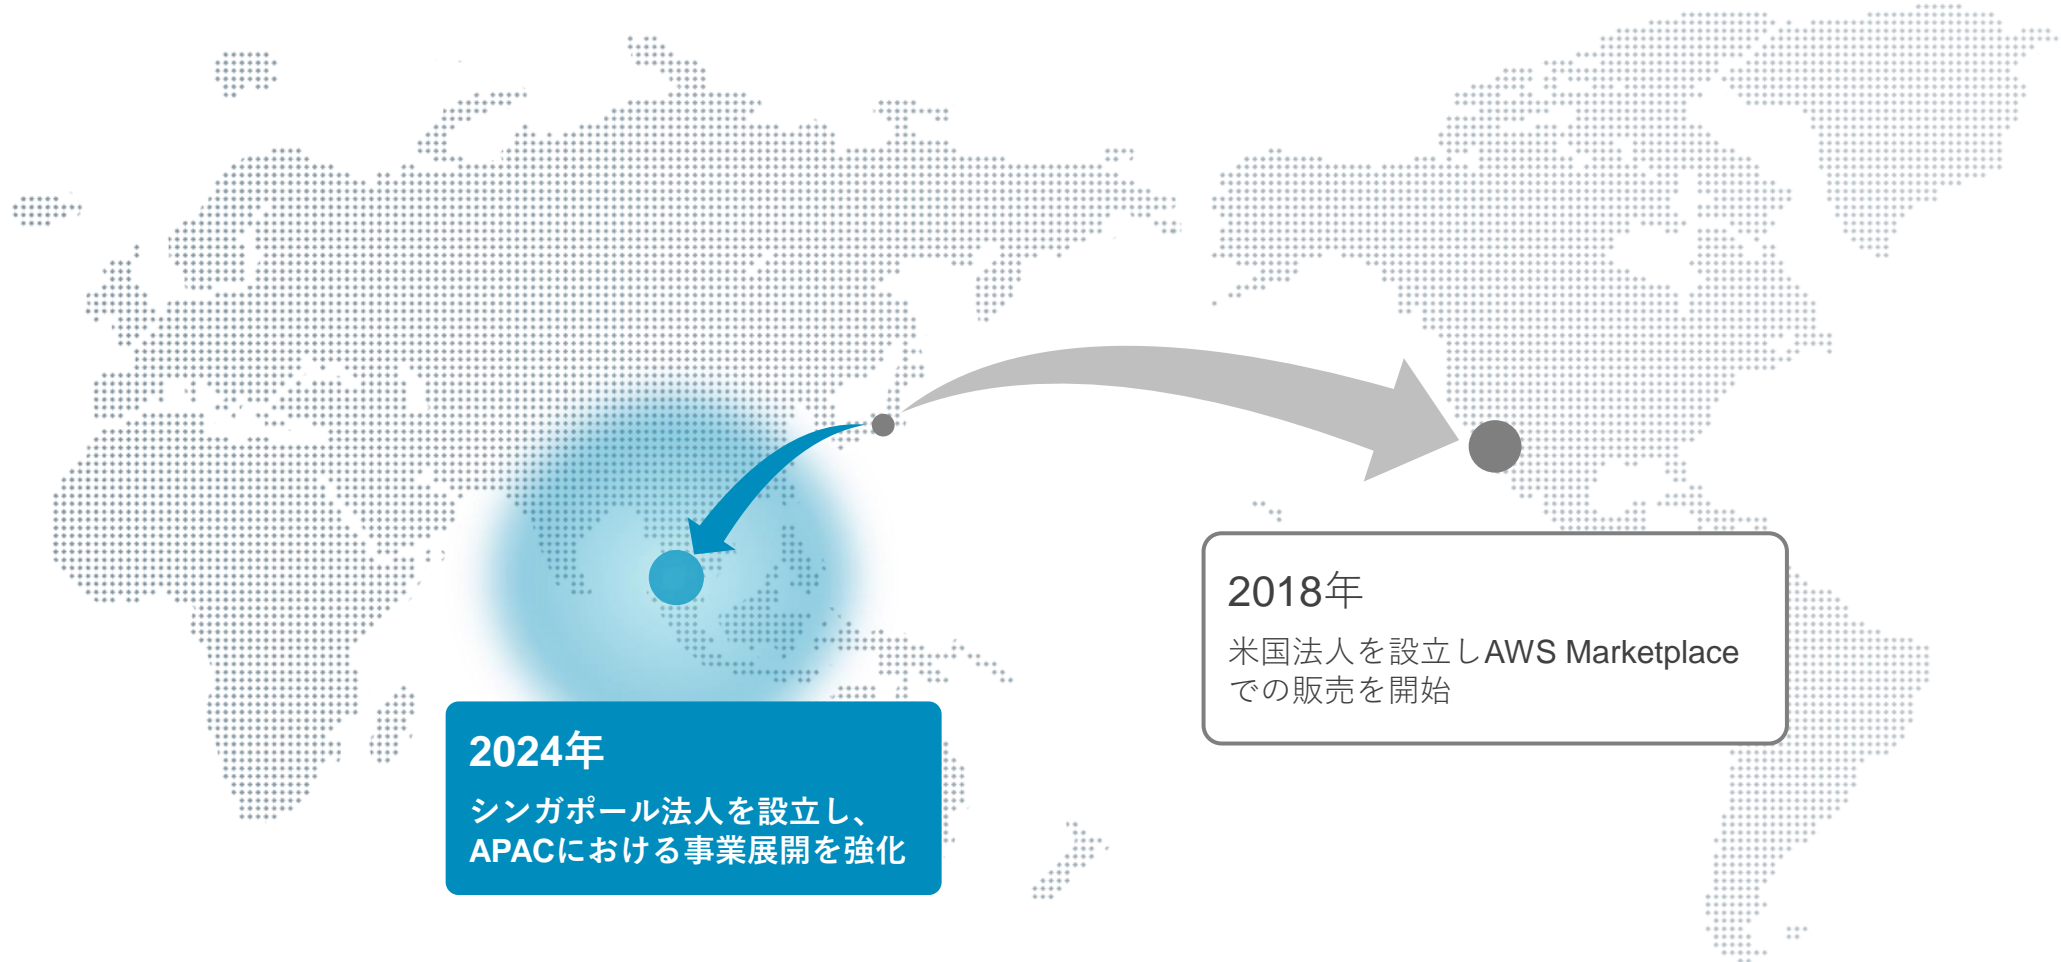 2018年
米国法人を設立しAWS Marketplace
での販売を開始
2024年
シンガポール法人を設立し、
APACにおける事業展開を強化